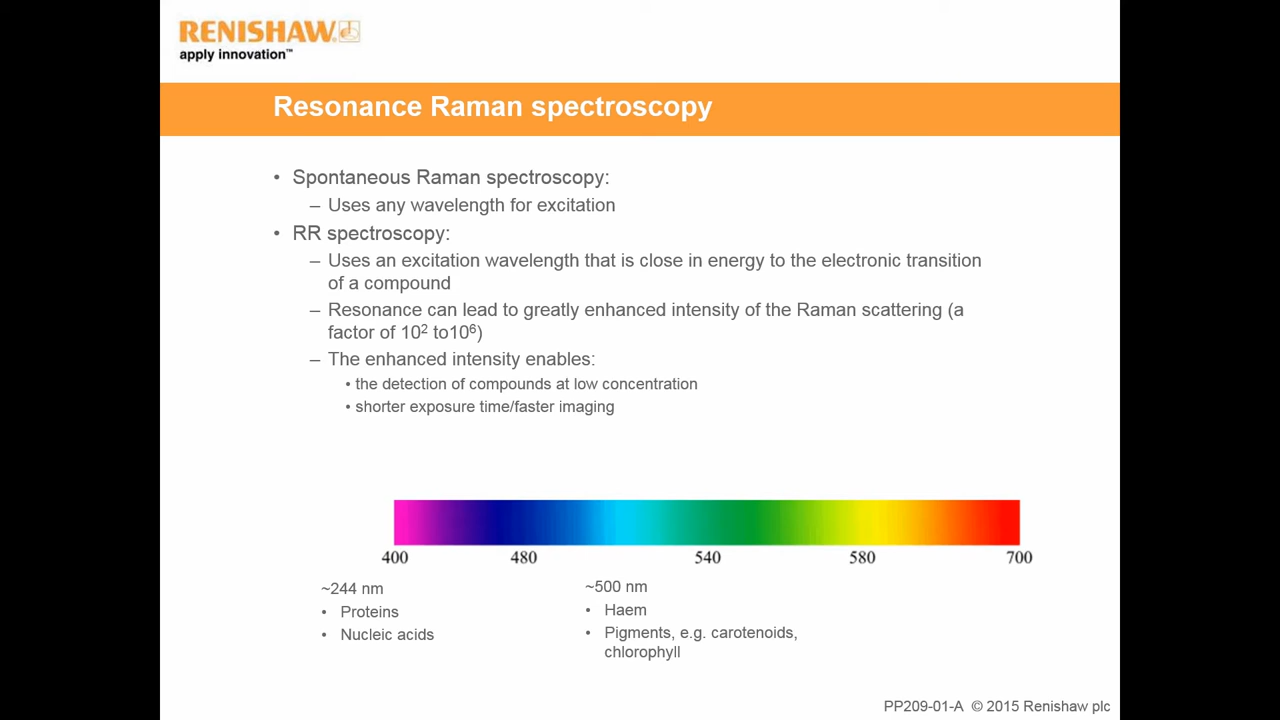 RENISHAW
apply innovation™
Resonance Raman spectroscopy
• Spontaneous Raman spectroscopy:
– Uses any wavelength for excitation
• RR spectroscopy:
– Uses an excitation wavelength that is close in energy to the electronic transition
of a compound
– Resonance can lead to greatly enhanced intensity of the Raman scattering (a
factor of 10² to10⁶)
– The enhanced intensity enables:
• the detection of compounds at low concentration
• shorter exposure time/faster imaging
400 480 540 580 700
~244 nm
• Proteins
• Nucleic acids
~500 nm
• Haem
• Pigments, e.g. carotenoids,
chlorophyll
PP209-01-A © 2015 Renishaw plc